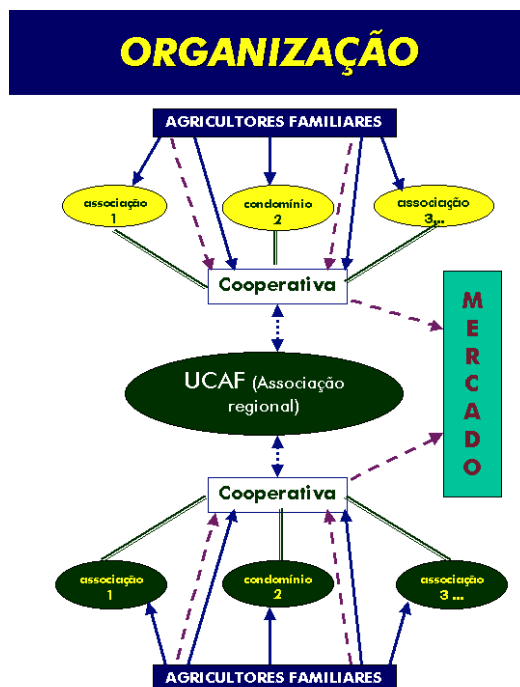 ORGANIZAÇÃO
AGRICULTORES FAMILIARES
associação
1
condomínio
2
associação
3,..
Cooperativa
MERCADO
UCAF (Associação
regional)
Cooperativa
associação
1
condomínio
2
associação
3 ...
AGRICULTORES FAMILIARES